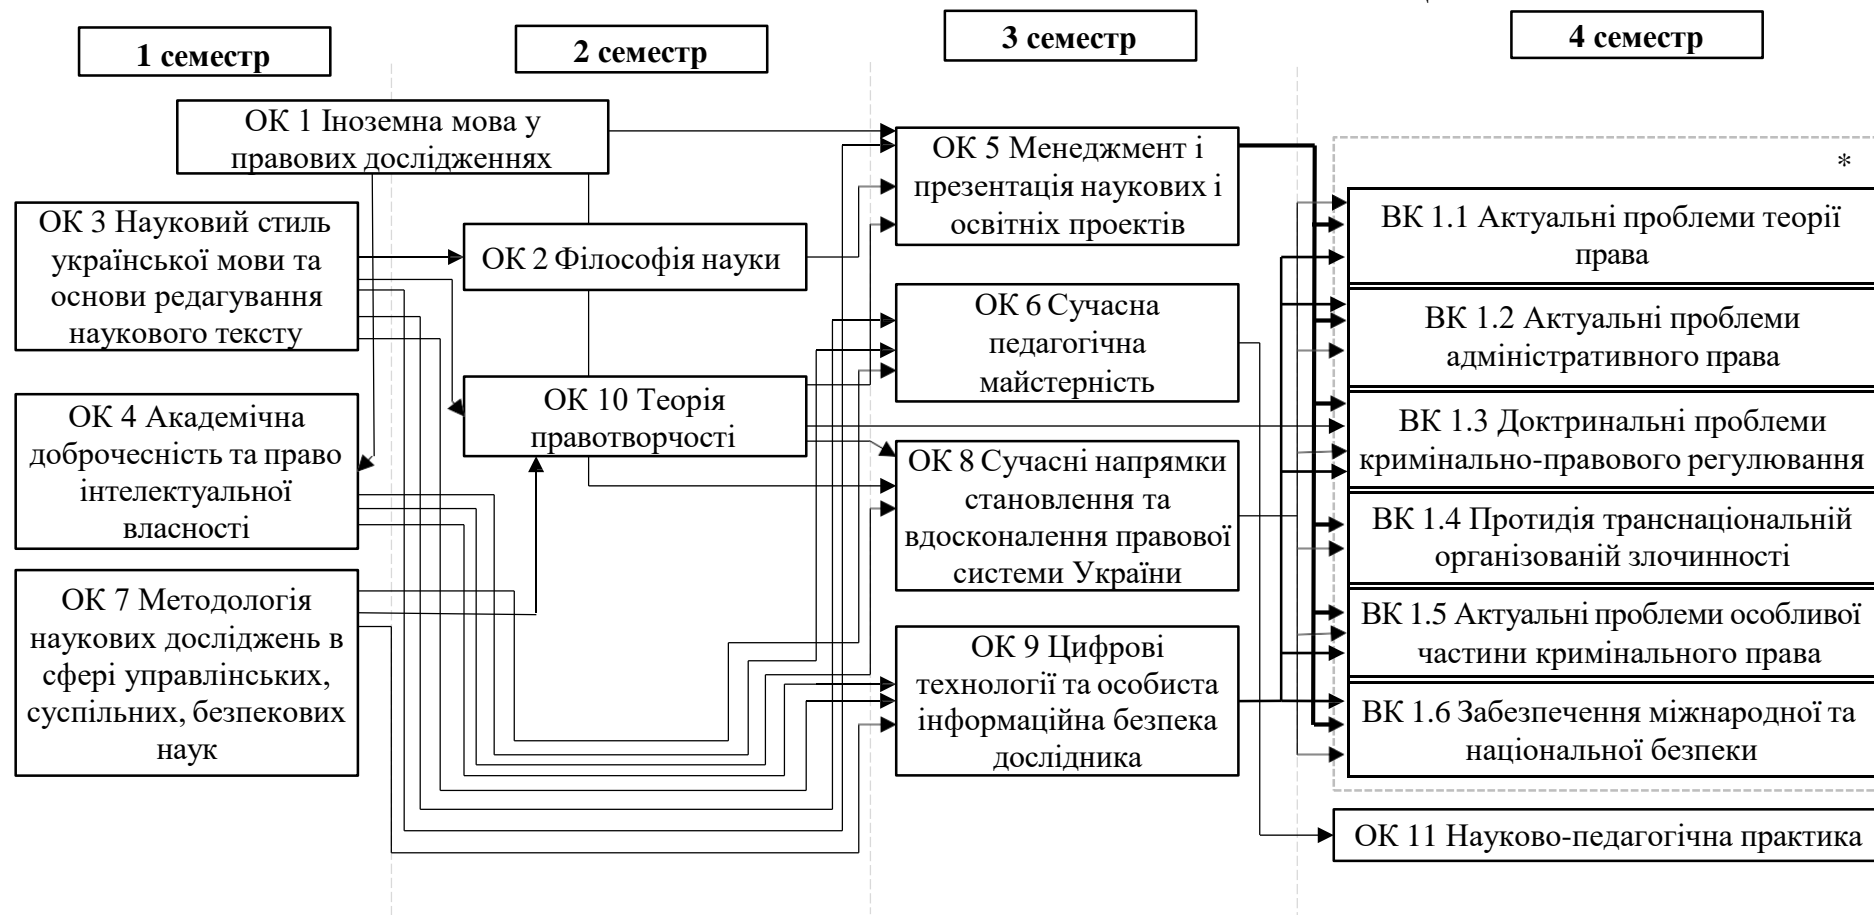 1 семестр
2 семестр
3 семестр
4 семестр
ОК 1 Іноземна мова у
правових дослідженнях
ОК 3 Науковий стиль
української мови та
основи редагування
наукового тексту
ОК 4 Академічна
доброчесність та право
інтелектуальної
власності
ОК 7 Методологія
наукових досліджень в
сфері управлінських,
суспільних, безпекових
наук
ОК 2 Філософія науки
ОК 10 Теорія
правотворчості
ОК 5 Менеджмент і
презентація наукових і
освітніх проектів
ОК 6 Сучасна
педагогічна
майстерність
ОК 8 Сучасні напрямки
становлення та
вдосконалення правової
системи України
ОК 9 Цифрові
технології та особиста
інформаційна безпека
дослідника
*
ВК 1.1 Актуальні проблеми теорії
права
ВК 1.2 Актуальні проблеми
адміністративного права
ВК 1.3 Доктринальні проблеми
кримінально-правового регулювання
ВК 1.4 Протидія транснаціональній
організованій злочинності
ВК 1.5 Актуальні проблеми особливої
частини кримінального права
ВК 1.6 Забезпечення міжнародної та
національної безпеки
ОК 11 Науково-педагогічна практика